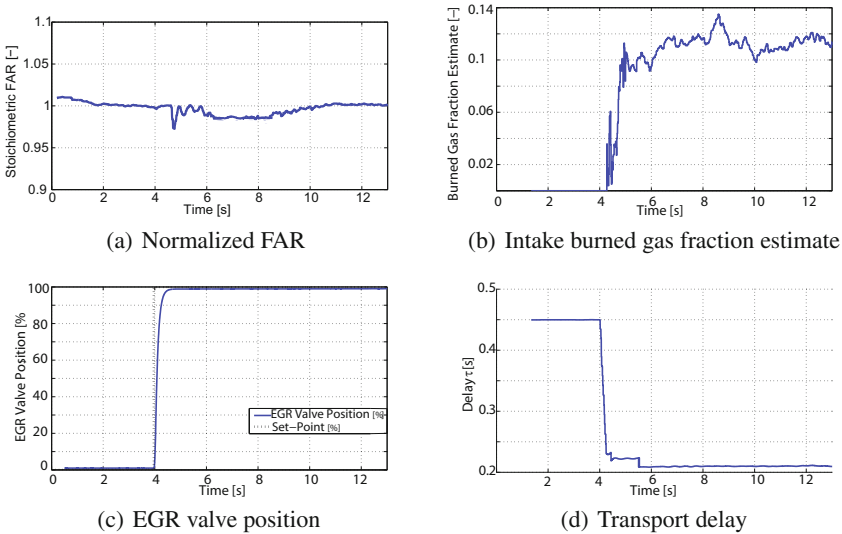 1.1
1.05
1
0.95
0.9
Stoichiometric FAR [−]
0 2 4 6 8 10 12
Time [s]
(a) Normalized FAR
0.14
0.12
0.06
0.02
Burned Gas Fraction Estimate [−]
0 2 4 6 8 10 12
Time [s]
(b) Intake burned gas fraction estimate
100
80
60
40
20
0
EGR Valve Position [%
EGR Valve Position [%]
Set−Point [%]
0 2 4 6 8 10 12
Time [s]
(c) EGR valve position
0.5
0.4
0.3
0.2
Delay τ[s]
2 4 6 8 10 12
Time [s]
(d) Transport delay